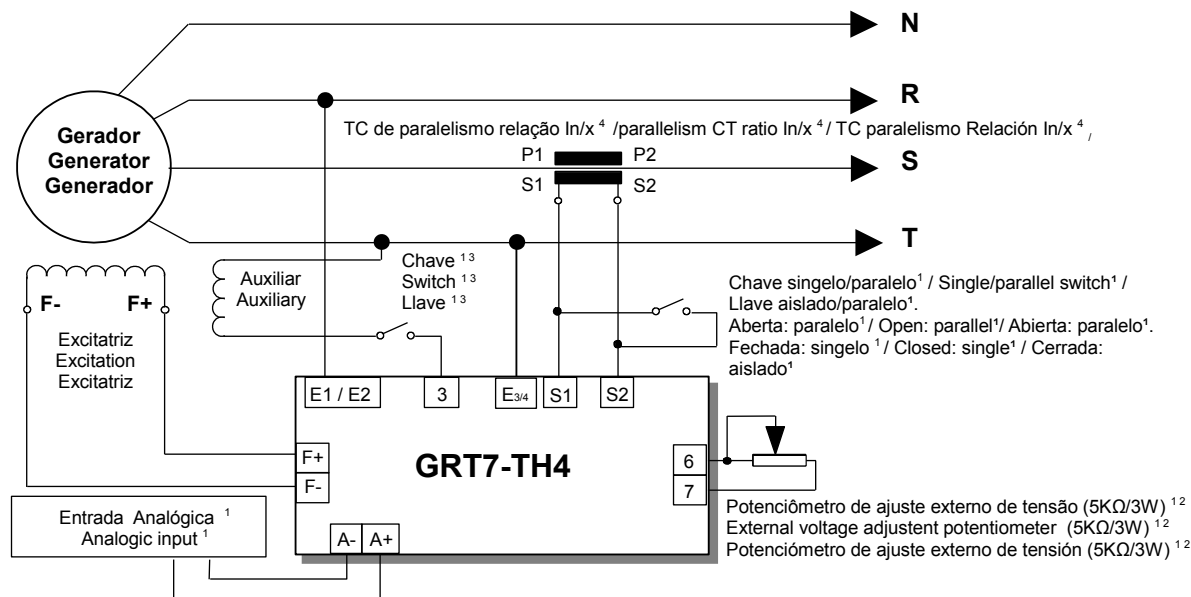 N
R
TC de paralelismo relação In/x ⁴ /parallelism CT ratio In/x ⁴ / TC paralelismo Relación In/x ⁴ /
Gerador
Generator
Generador
P1 P2
S
S1 S2
T
Chave ¹ ³
Switch ¹ ³
Llave ¹ ³
Auxiliar
Auxiliary
Chave singelo/paralelo¹ / Single/parallel switch¹ /
Llave aislado/paralelo¹.
Aberta: paralelo¹ / Open: parallel¹/ Abierta: paralelo¹.
Fechada: singelo ¹ / Closed: single¹ / Cerrada:
aislado¹
F- F+
Excitatriz
Excitation
Excitatriz
E1 / E2 3 E3/4 S1 S2
F+
F-
GRT7-TH4
6
7
Potenciômetro de ajuste externo de tensão (5KΩ/3W) ¹ ²
External voltage adjustent potentiometer (5KΩ/3W) ¹ ²
Potenciómetro de ajuste externo de tensión (5KΩ/3W) ¹ ²
Entrada Analógica ¹
Analogic input ¹
A- A+